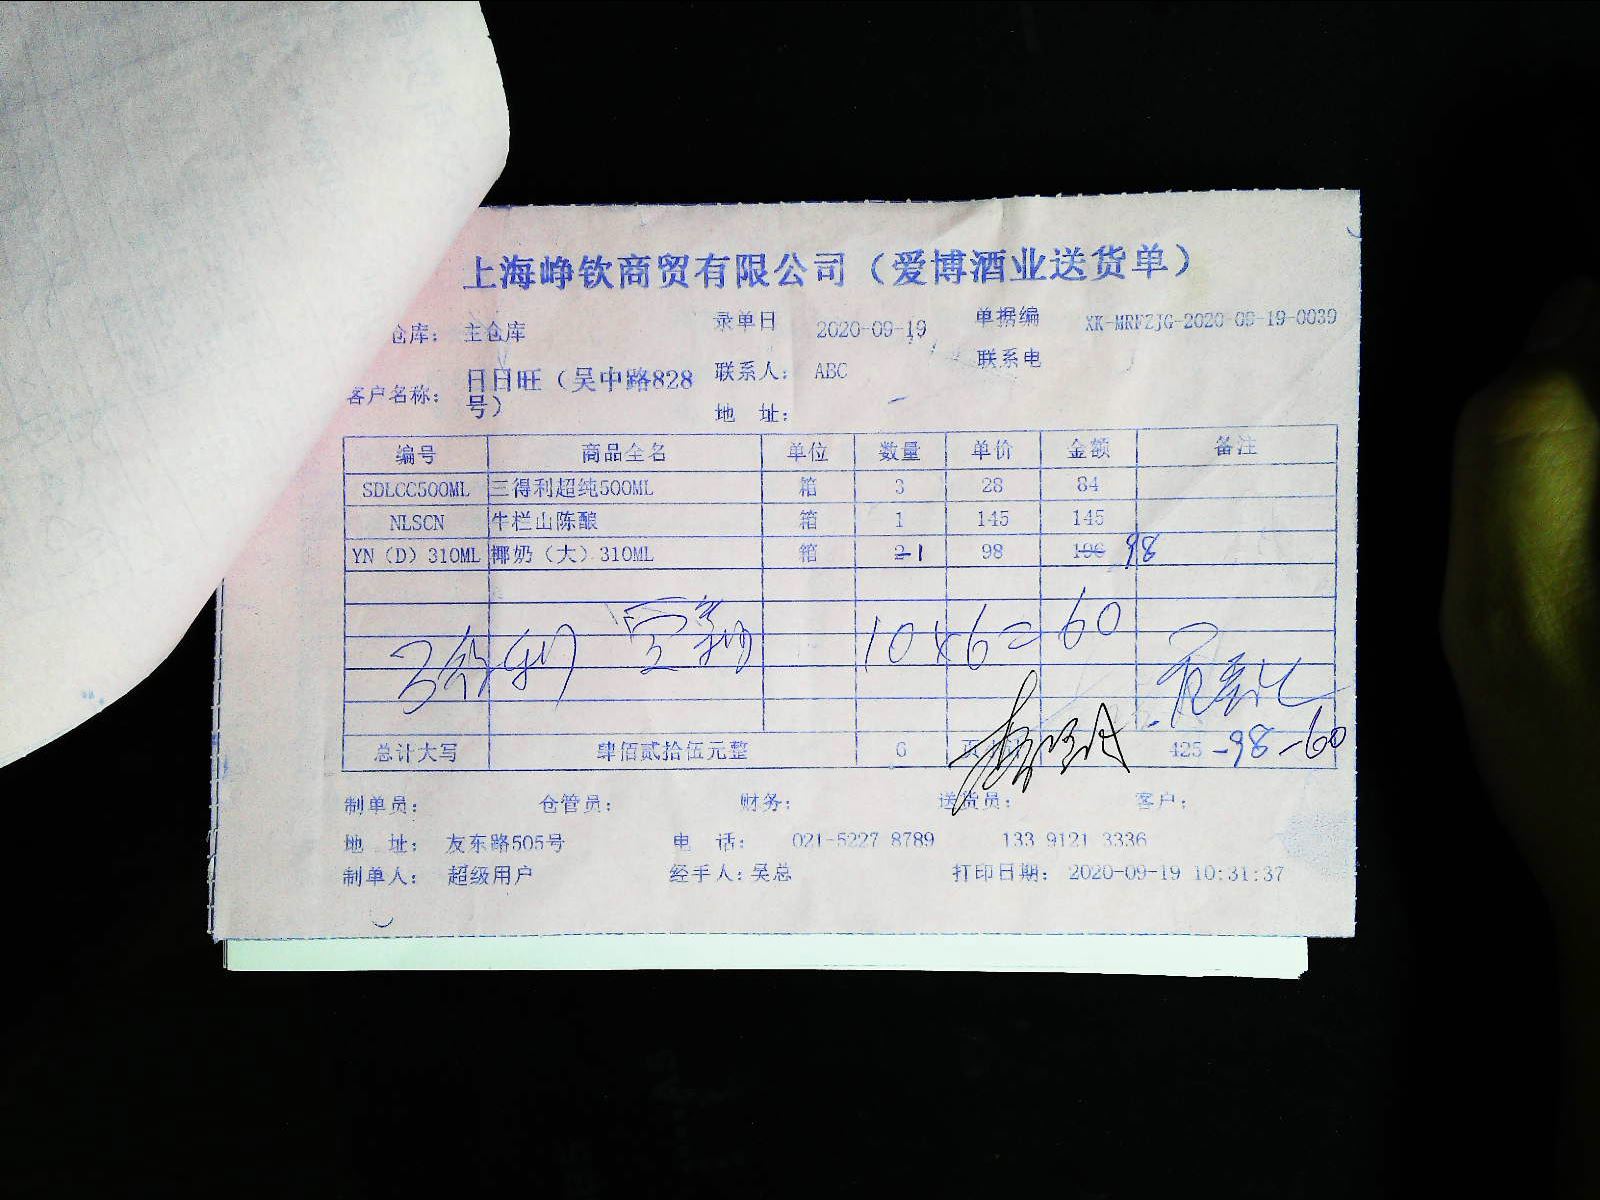 上海峥钦商贸有限公司（爱博酒业送货单）
仓库： 主仓库 录单日 2020-09-19 单据编 XK-MRFZJG-2020-09-19-0039
客户名称： 日日旺（吴中路828号） 联系人： ABC 联系电
地 址：
编号 商品全名 单位 数量 单价 金额 备注
SDLCC500ML 三得利超纯500ML 箱 3 28 84
NLSCN 牛栏山陈酿 箱 1 145 145
YN（D）310ML 椰奶（大）310ML 箱 2 1 98 196 98
10×6=60
总计大写 肆佰贰拾伍元整 6 425 -98 -60
制单员： 仓管员： 财务： 送货员： 客户：
地 址： 友东路505号 电 话： 021-5227 8789 133 9121 3336
制单人： 超级用户 经手人：吴总 打印日期： 2020-09-19 10:31:37